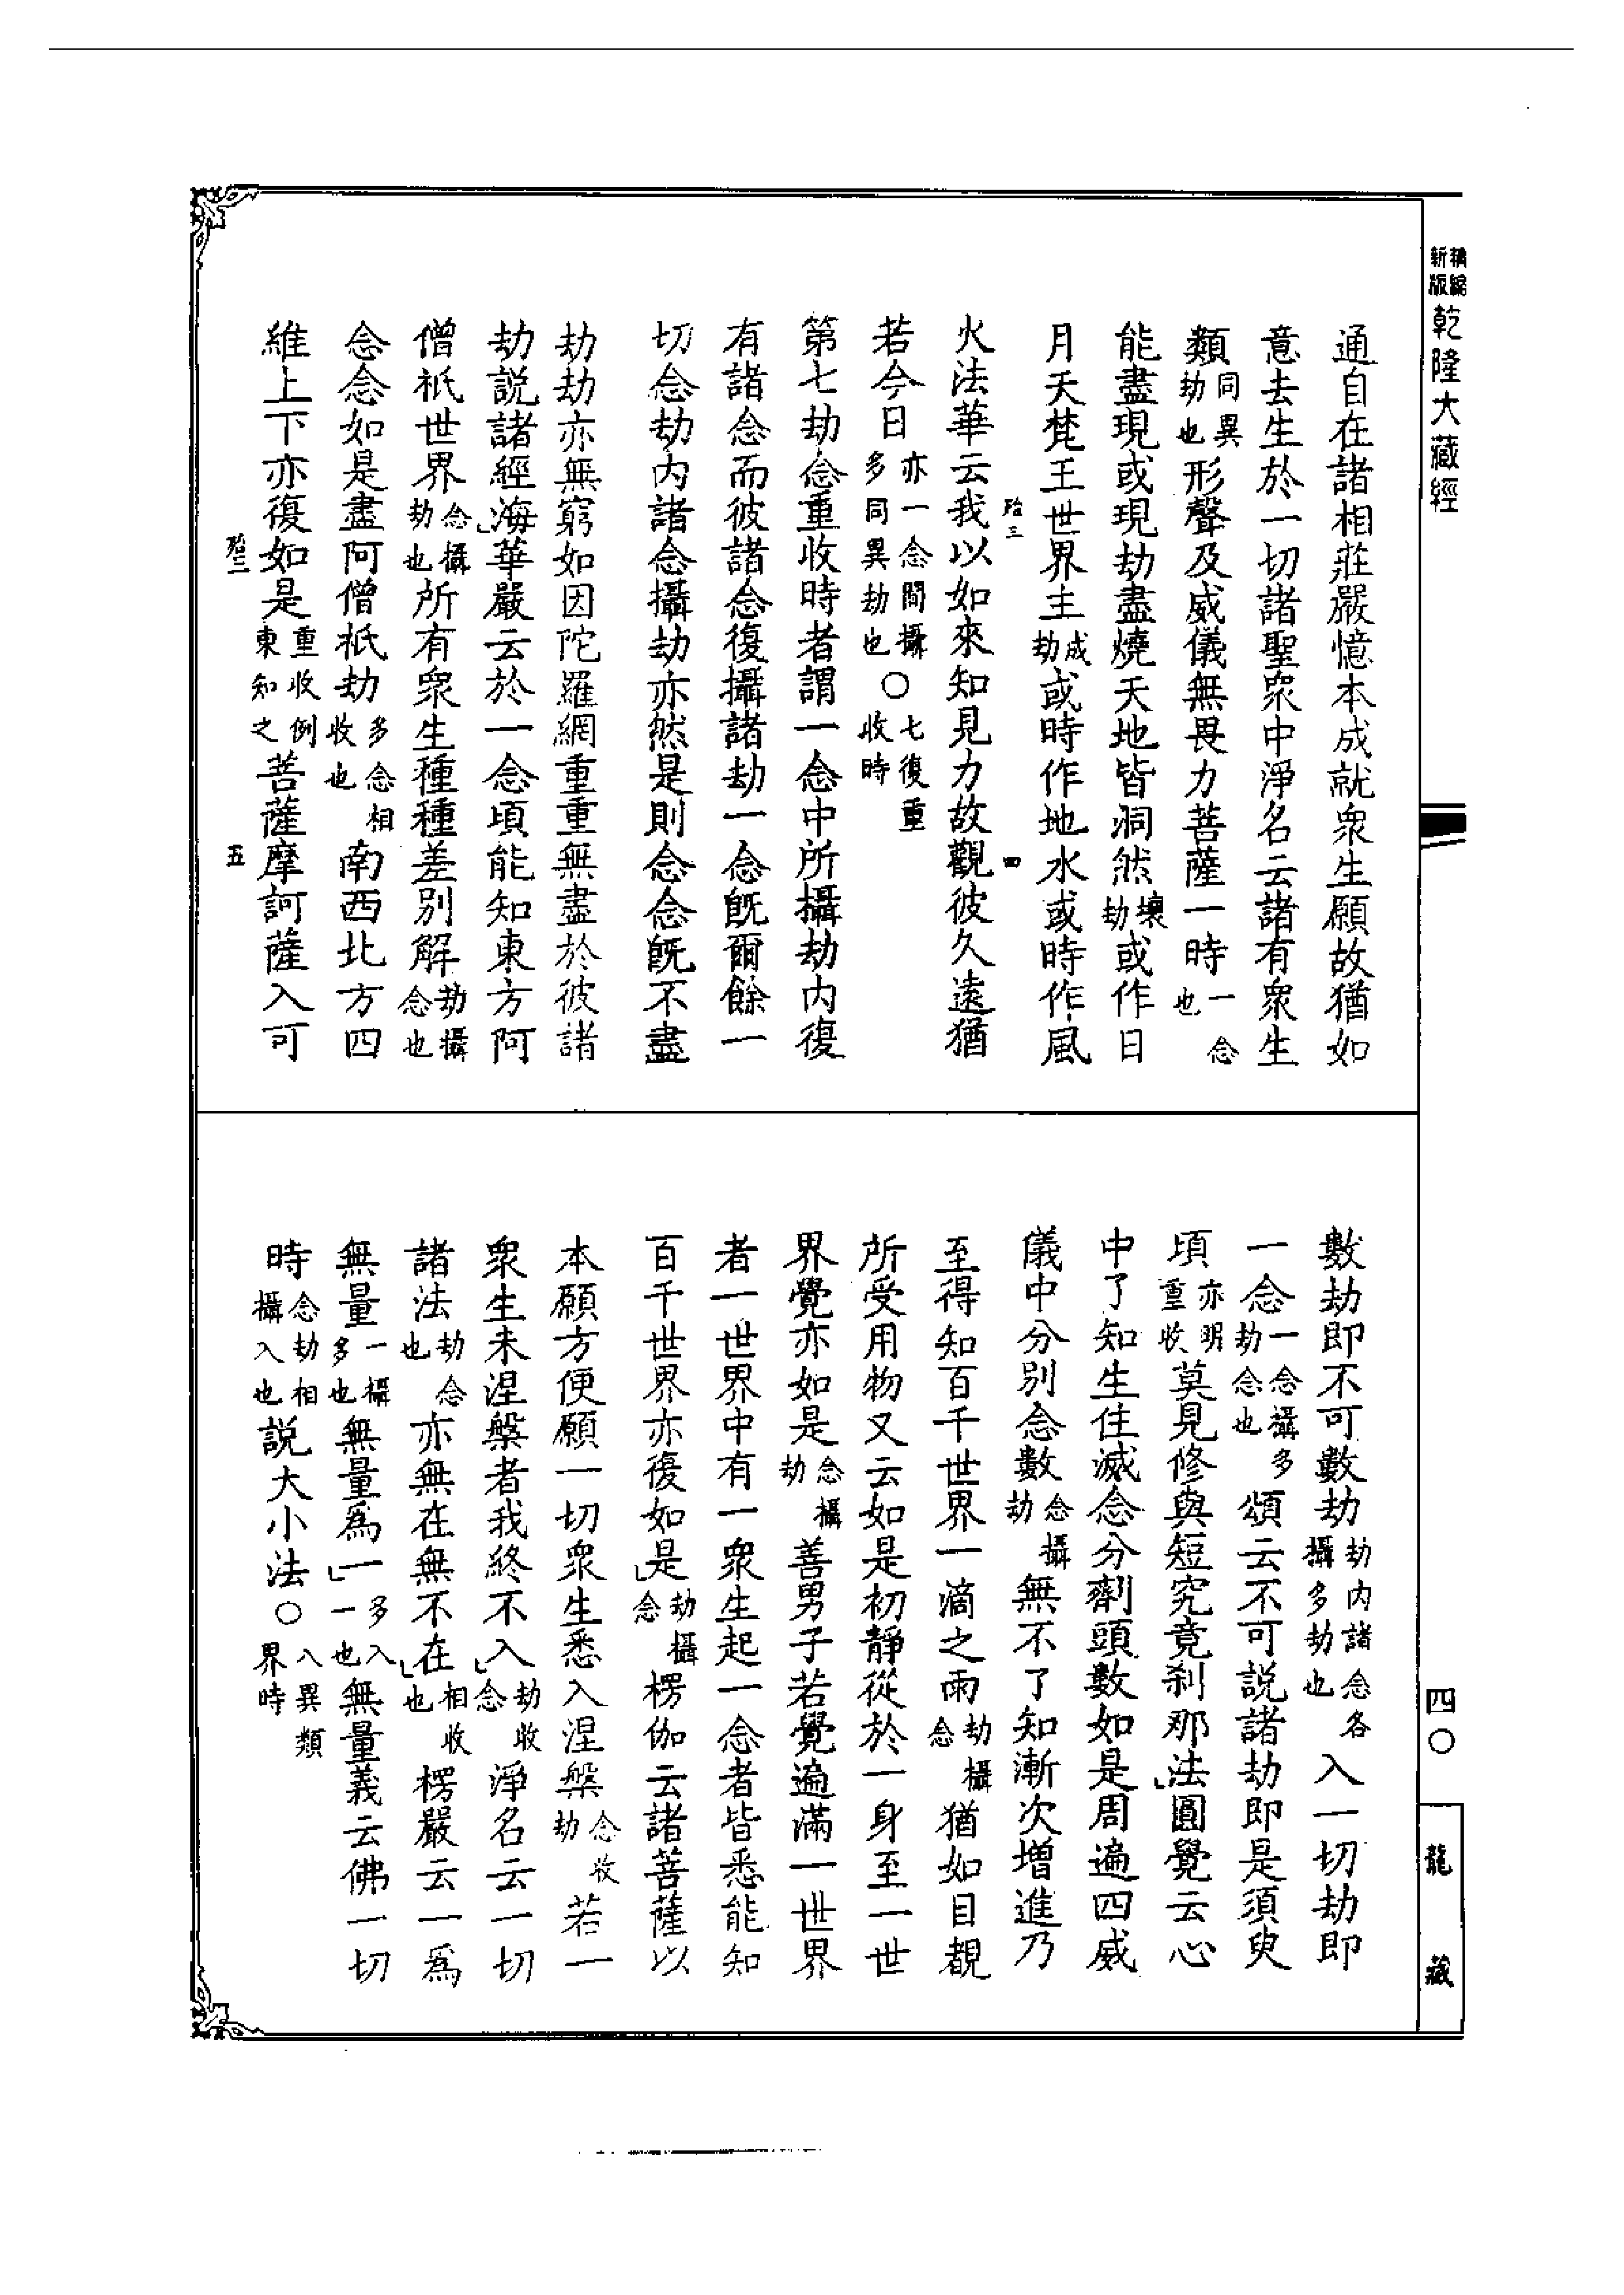 新版精縮
乾隆大藏經
四〇
龍藏
通自在諸相莊嚴憶本成就衆生願故猶如
意去生於一切諸聖衆中淨名云諸有衆生
類同異劫也形聲及威儀無畏力菩薩一時一念也
能盡現或現劫盡燒天地皆洞然壞劫或作日
月天梵王世界主成劫或時作地水或時作風
火法華云我以如來知見力故觀彼久遠猶
若今日亦一念間攝多同異劫也〇七復重收時
第七劫念重收時者謂一念中所攝劫内復
有諸念而彼諸念復攝諸劫一念旣爾餘一
切念劫内諸念攝劫亦然是則念念旣不盡
劫劫亦無窮如因陀羅網重重無盡於彼諸
劫説諸經海華嚴云於一念頃能知東方阿
僧祇世界念攝劫也所有衆生種種差别解劫攝念也
念念如是盡阿僧祇劫多念相收也南西北方四
維上下亦復如是重收例東知之菩薩摩訶薩入可
殆三
四
殆三
五
數劫即不可數劫劫内諸念各攝多劫也入一切劫即
一念一念攝多劫念也頌云不可説諸劫即是須臾
頃亦明重收莫見修與短究竟刹那法圓覺云心
中了知生住滅念分劑頭數如是周遍四威
儀中分别念數念攝劫無不了知漸次增進乃
至得知百千世界一滴之雨劫攝念猶如目覩
所受用物又云如是初靜從於一身至一世
界覺亦如是念攝劫善男子若覺遍滿一世界
者一世界中有一衆生起一念者皆悉能知
百千世界亦復如是劫攝念楞伽云諸菩薩以
本願方便願一切衆生悉入涅槃念收劫若一
衆生未涅槃者我終不入劫收念淨名云一切
諸法劫念也亦無在無不在相收也楞嚴云一爲
無量一攝多也無量爲一多入一也無量義云佛一切
時念劫相攝入也説大小法〇入異類界時